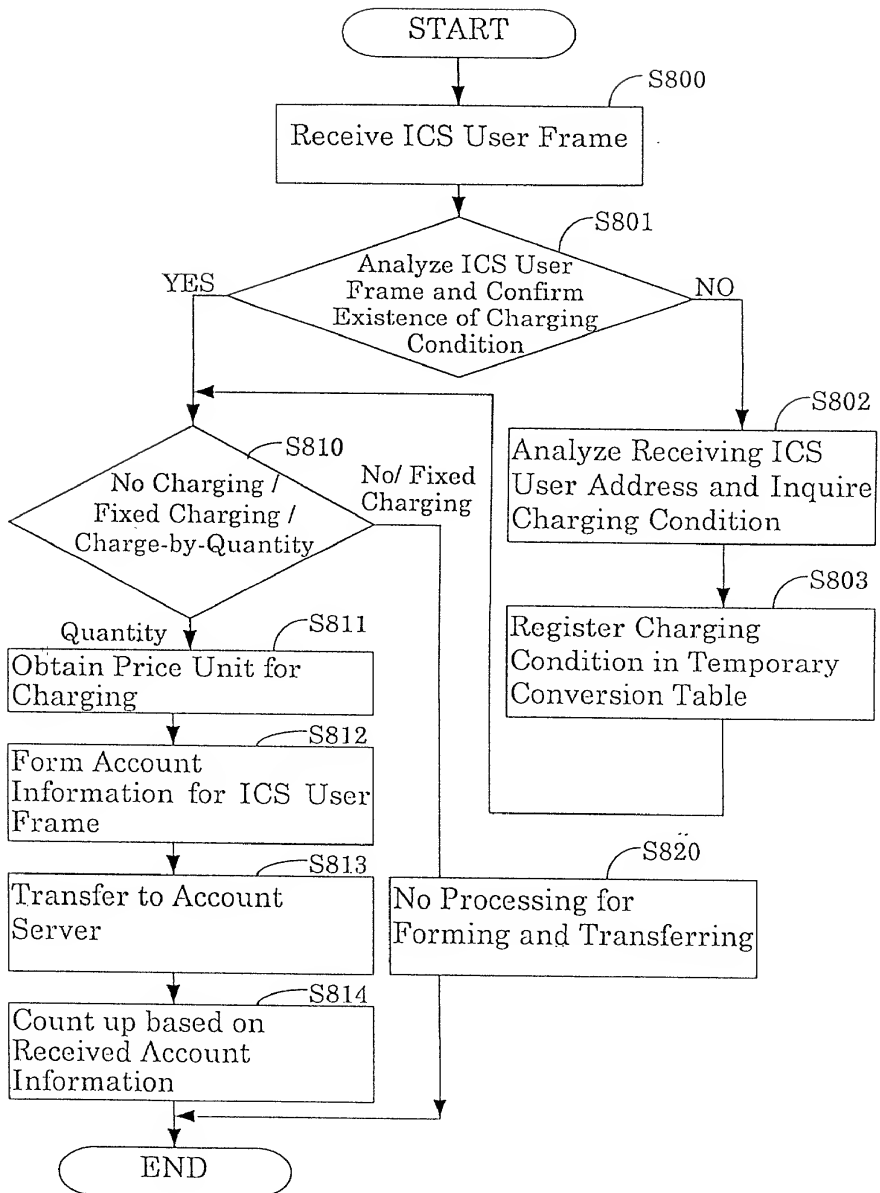 START
S800
Receive ICS User Frame
S801
Analyze ICS User
Frame and Confirm
Existence of Charging
Condition
YES
NO
S802
Analyze Receiving ICS
User Address and Inquire
Charging Condition
S803
Register Charging
Condition in Temporary
Conversion Table
S810
No Charging /
Fixed Charging /
Charge-by-Quantity
No/ Fixed
Charging
Quantity
S811
Obtain Price Unit for
Charging
S812
Form Account
Information for ICS User
Frame
S813
Transfer to Account
Server
S820
No Processing for
Forming and Transferring
S814
Count up based on
Received Account
Information
END